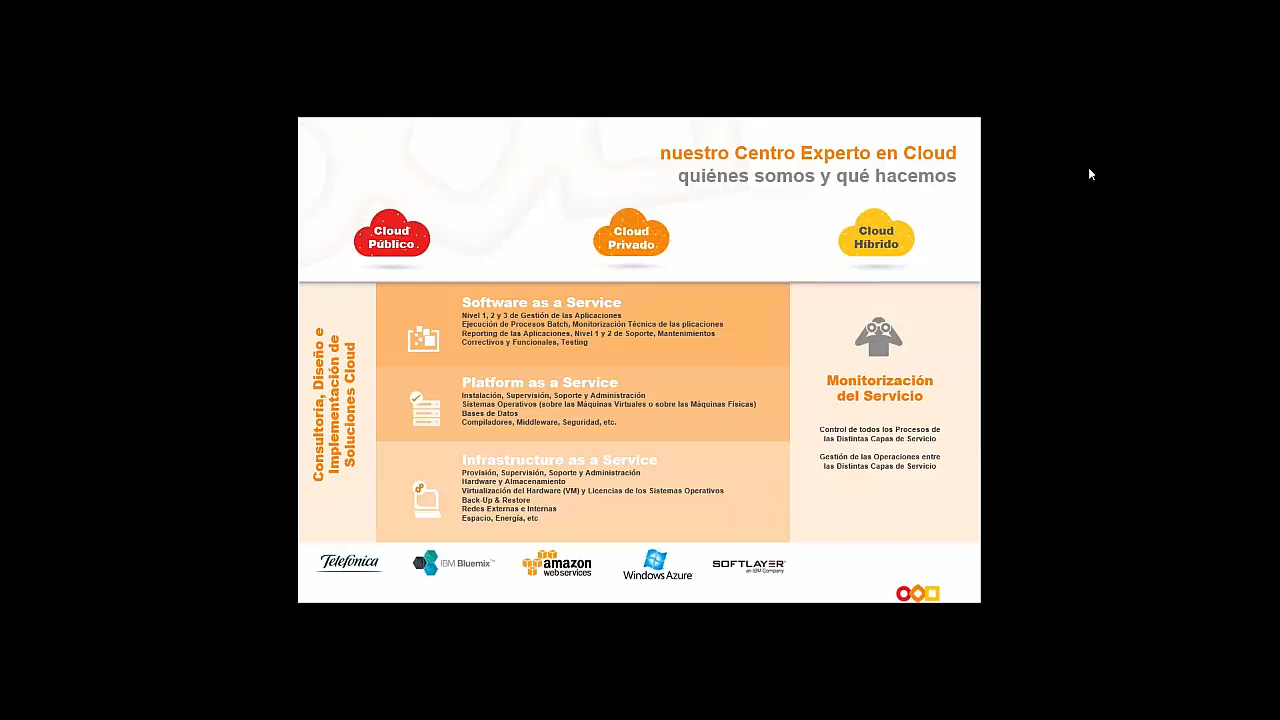 nuestro Centro Experto en Cloud
quiénes somos y qué hacemos
Cloud
Público
Cloud
Privado
Cloud
Híbrido
Consultoría, Diseño e
Implementación de
Soluciones Cloud
Software as a Service
Nivel 1, 2 y 3 de Gestión de las Aplicaciones
Ejecución de Procesos Batch, Monitorización Técnica de las plicaciones
Reporting de las Aplicaciones, Nivel 1 y 2 de Soporte, Mantenimientos
Correctivos y Funcionales, Testing
Platform as a Service
Instalación, Supervisión, Soporte y Administración
Sistemas Operativos (sobre las Máquinas Virtuales o sobre las Máquinas Físicas)
Bases de Datos
Compiladores, Middleware, Seguridad, etc.
Infrastructure as a Service
Provisión, Supervisión, Soporte y Administración
Hardware y Almacenamiento
Virtualización del Hardware (VM) y Licencias de los Sistemas Operativos
Back-Up & Restore
Redes Externas e Internas
Espacio, Energía, etc
Monitorización
del Servicio
Control de todos los Procesos de
las Distintas Capas de Servicio
Gestión de las Operaciones entre
las Distintas Capas de Servicio
Telefónica
IBM Bluemix™
amazon
webservices
Windows Azure
SOFTLAYER®
an IBM Company